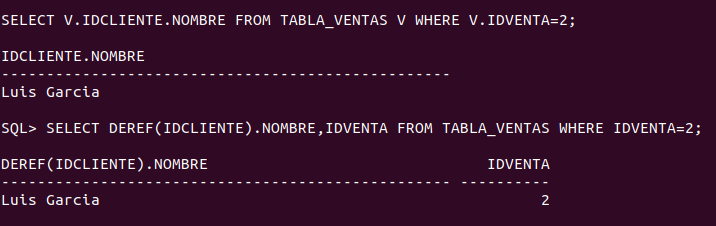 SELECT V.IDCLIENTE.NOMBRE FROM TABLA_VENTAS V WHERE V.IDVENTA=2;
IDCLIENTE.NOMBRE
--------------------------------------------------
Luis Garcia
SQL> SELECT DEREF(IDCLIENTE).NOMBRE,IDVENTA FROM TABLA_VENTAS WHERE IDVENTA=2;
DEREF(IDCLIENTE).NOMBRE                               IDVENTA
-------------------------------------------------- ----------
Luis Garcia                                                 2